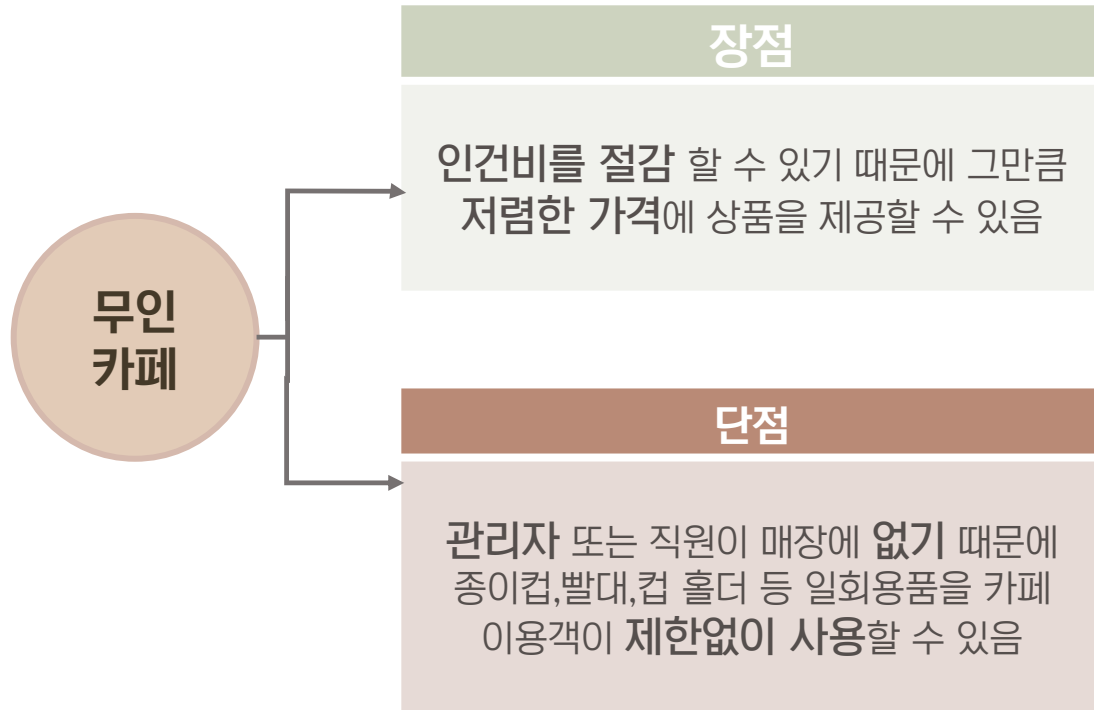 무인
카페
장점
인건비를 절감 할 수 있기 때문에 그만큼
저렴한 가격에 상품을 제공할 수 있음
단점
관리자 또는 직원이 매장에 없기 때문에
종이컵,빨대,컵 홀더 등 일회용품을 카페
이용객이 제한없이 사용할 수 있음